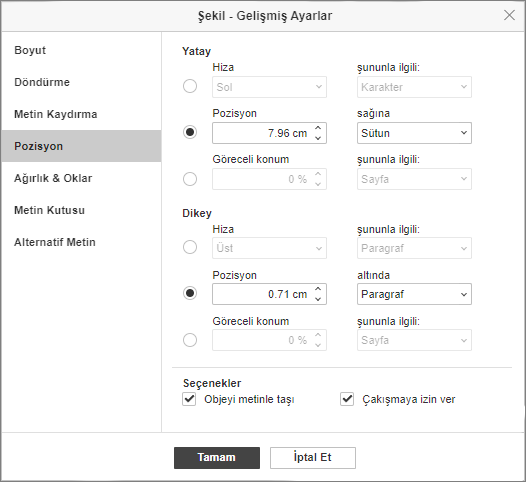 Şekil - Gelişmiş Ayarlar
Boyut
Döndürme
Metin Kaydırma
Pozisyon
Ağırlık & Oklar
Metin Kutusu
Alternatif Metin
Yatay
Hiza şununla ilgili:
Sol Karakter
Pozisyon sağına
7.96 cm Sütun
Göreceli konum şununla ilgili:
0 % Sayfa
Dikey
Hiza şununla ilgili:
Üst Paragraf
Pozisyon altında
0.71 cm Paragraf
Göreceli konum şununla ilgili:
0 % Sayfa
Seçenekler
Objeyi metinle taşı Çakışmaya izin ver
Tamam İptal Et